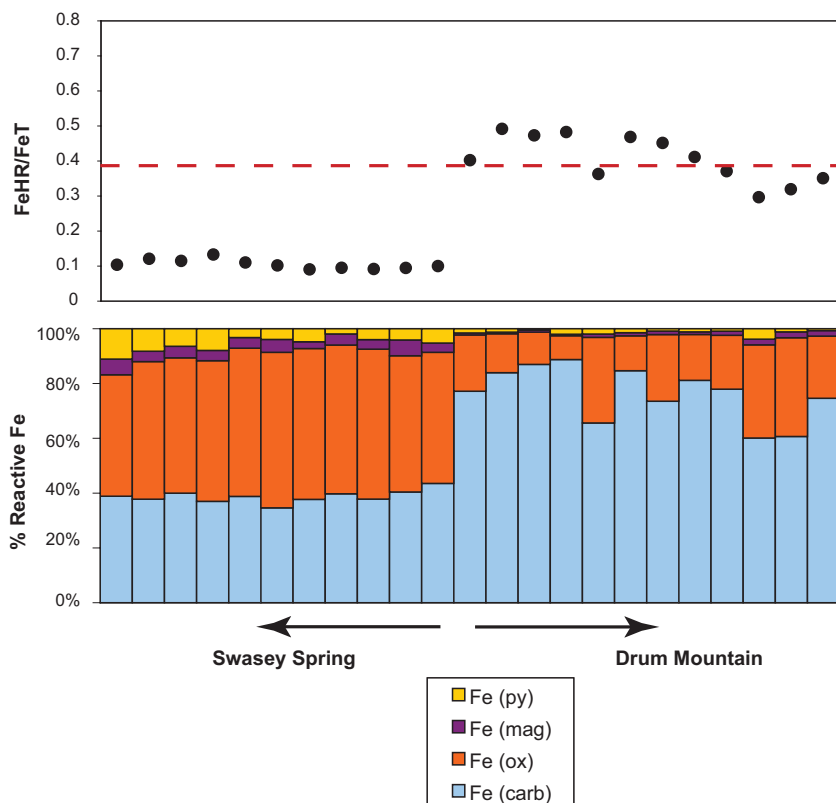 0.8
0.7
0.6
0.5
0.4
0.3
0.2
0.1
0
FeHR/FeT
100%
80%
60%
40%
20%
0%
% Reactive Fe
Swasey Spring
Drum Mountain
Fe (py)
Fe (mag)
Fe (ox)
Fe (carb)